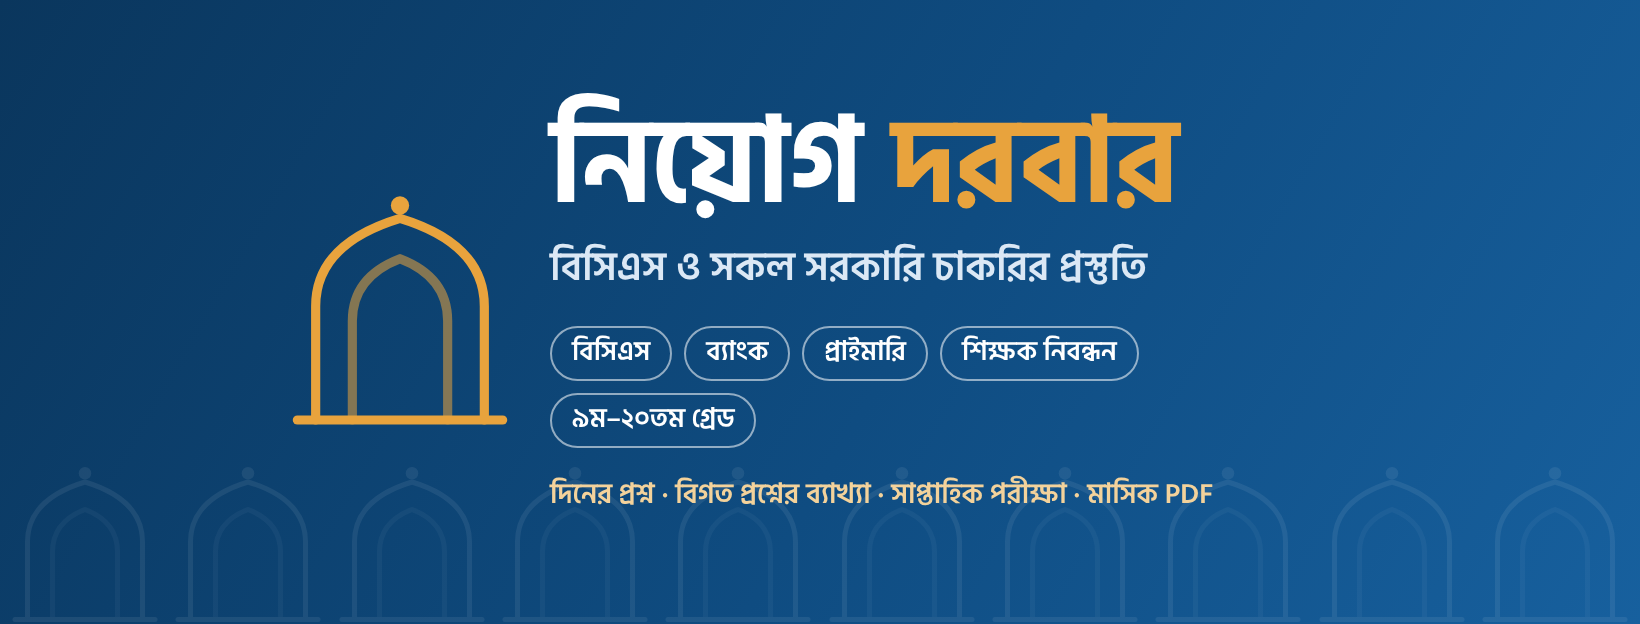 নিয়োগ দরবার
বিসিএস ও সকল সরকারি চাকরির প্রস্তুতি
বিসিএস ব্যাংক প্রাইমারি শিক্ষক নিবন্ধন
৯ম–২০তম গ্রেড
দিনের প্রশ্ন · বিগত প্রশ্নের ব্যাখ্যা · সাপ্তাহিক পরীক্ষা · মাসিক PDF